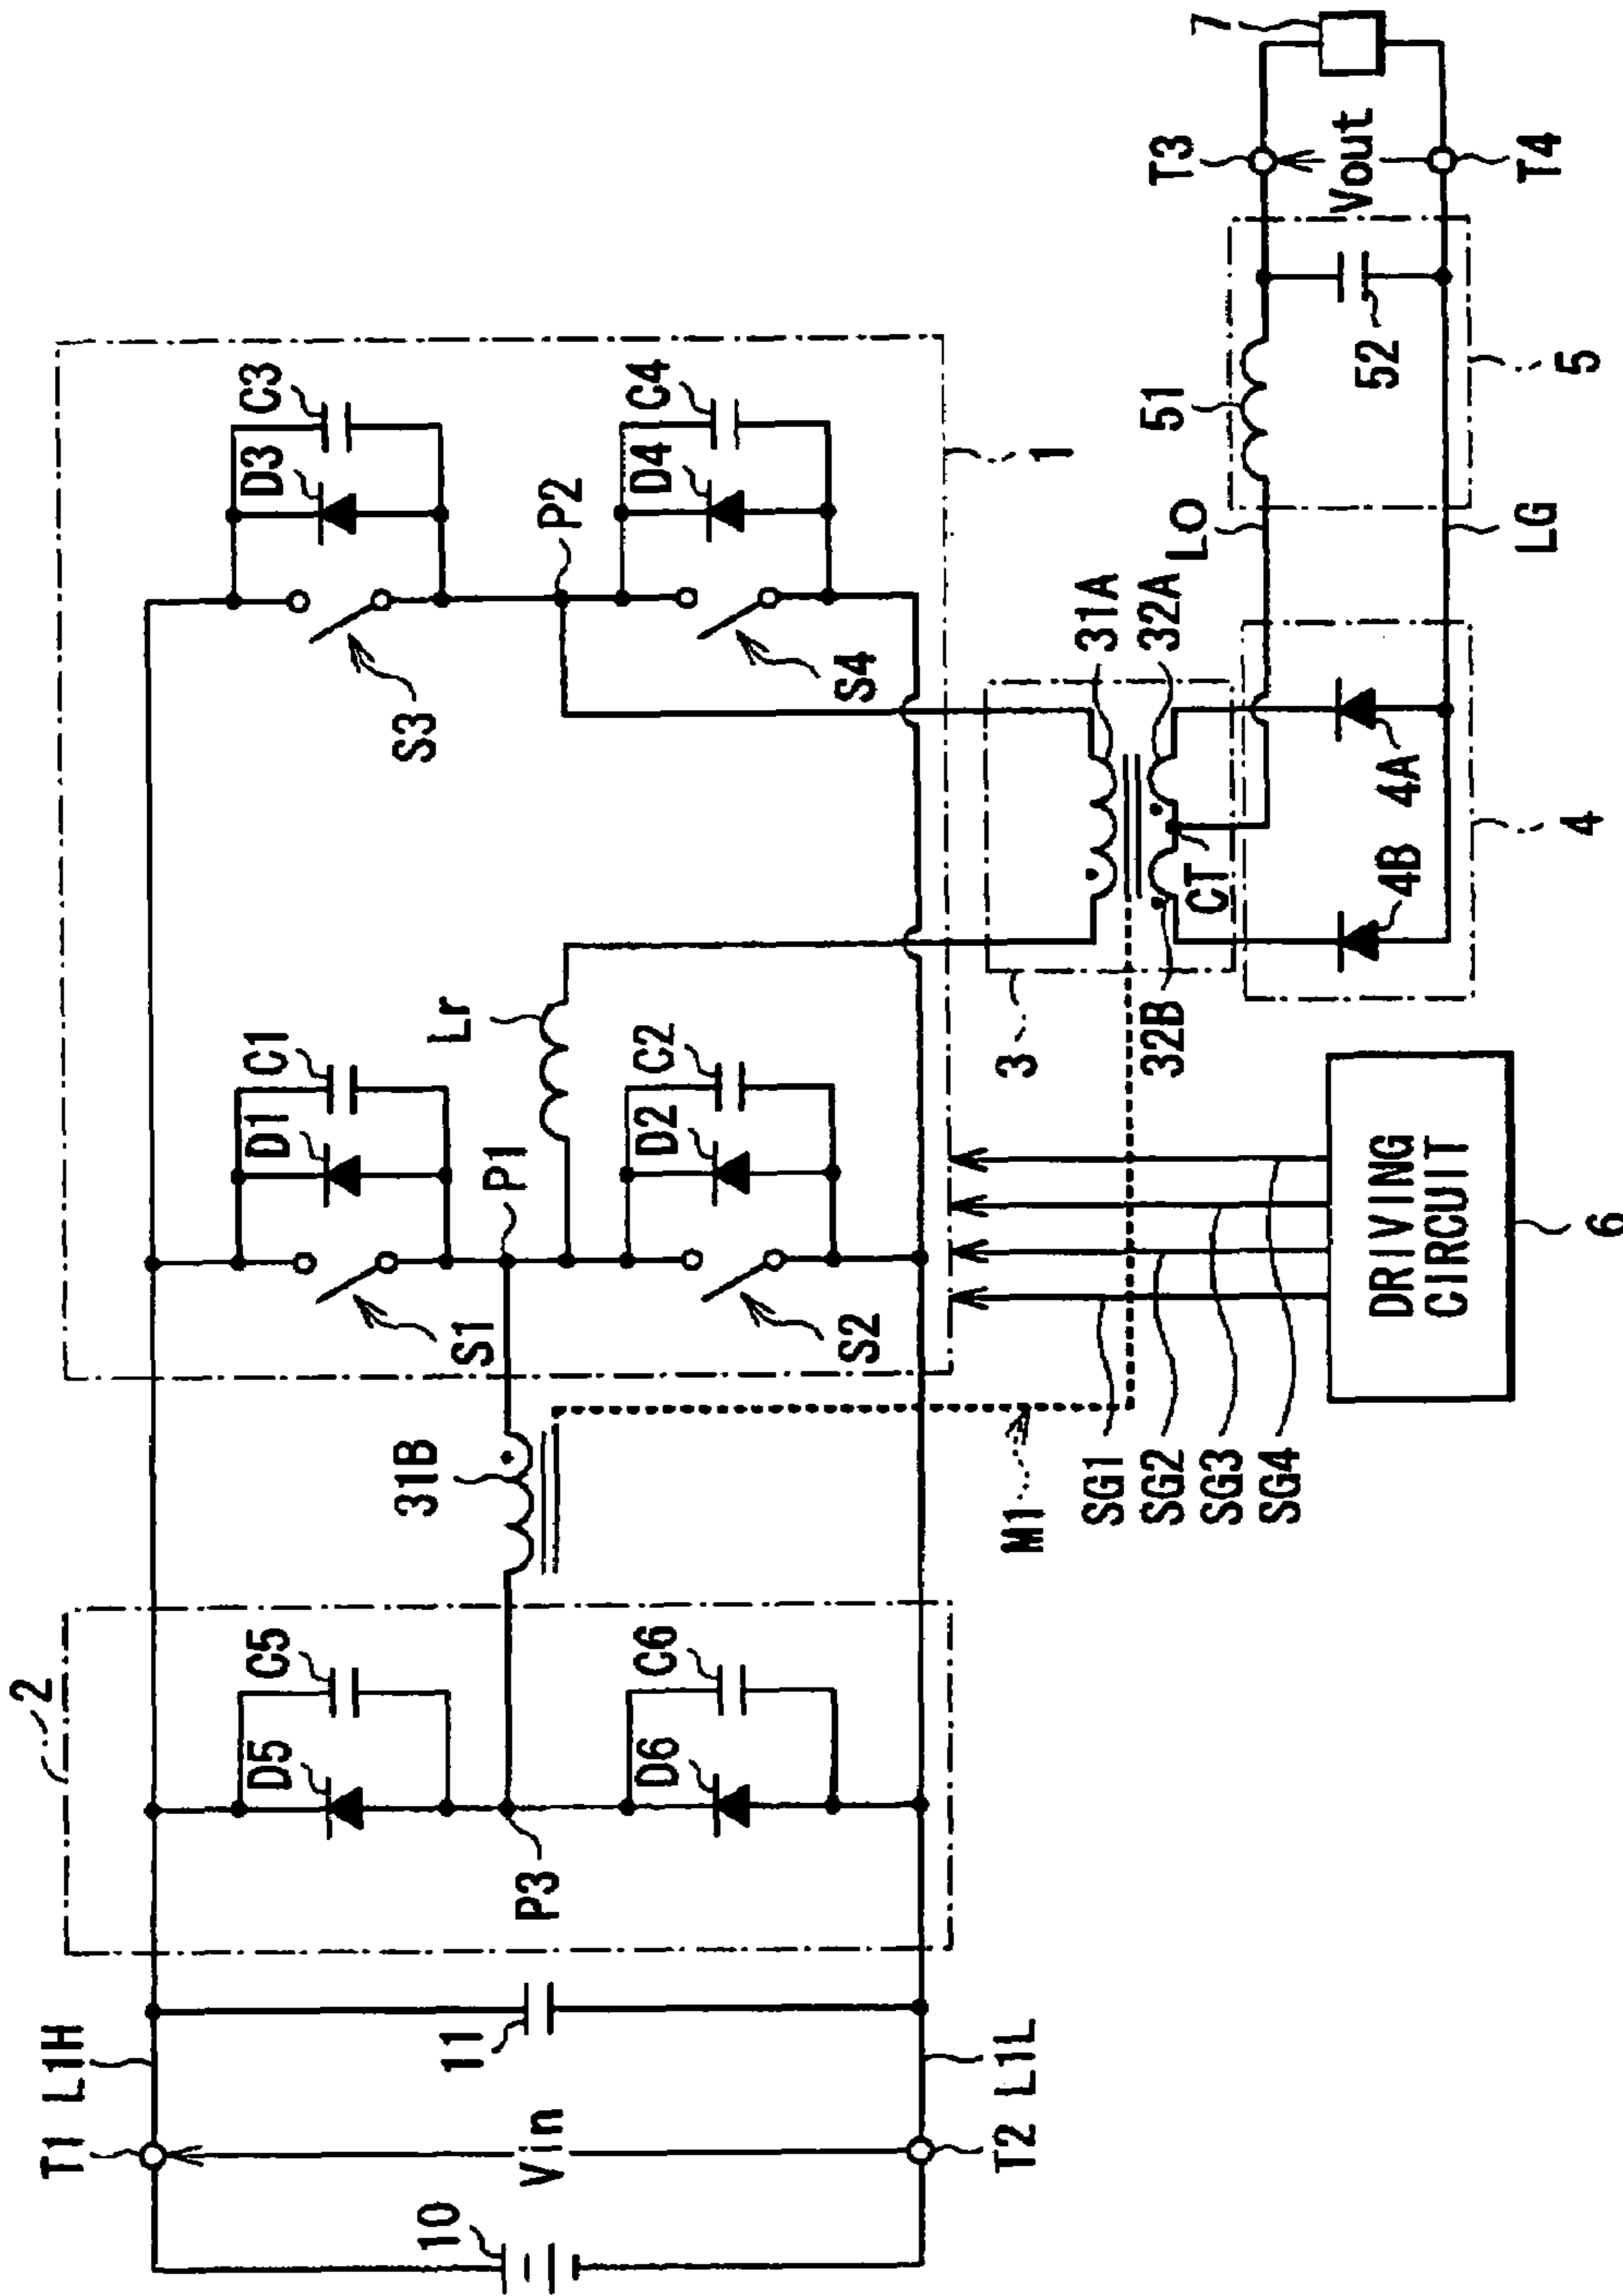 T1 L1H
10
Vin
11
T2 L1L
2
D5
C5
D6
C6
P3
31B
M1
S1
D1
C1
P1
Lr
S2
D2
C2
S3
D3
C3
P2
S4
D4
C4
1
3
31A
32A
32B
CT
4B
4A
4
LO
LG
51
52
5
T3
Vout
T4
7
SG1
SG2
SG3
SG4
DRIVING
CIRCUIT
6